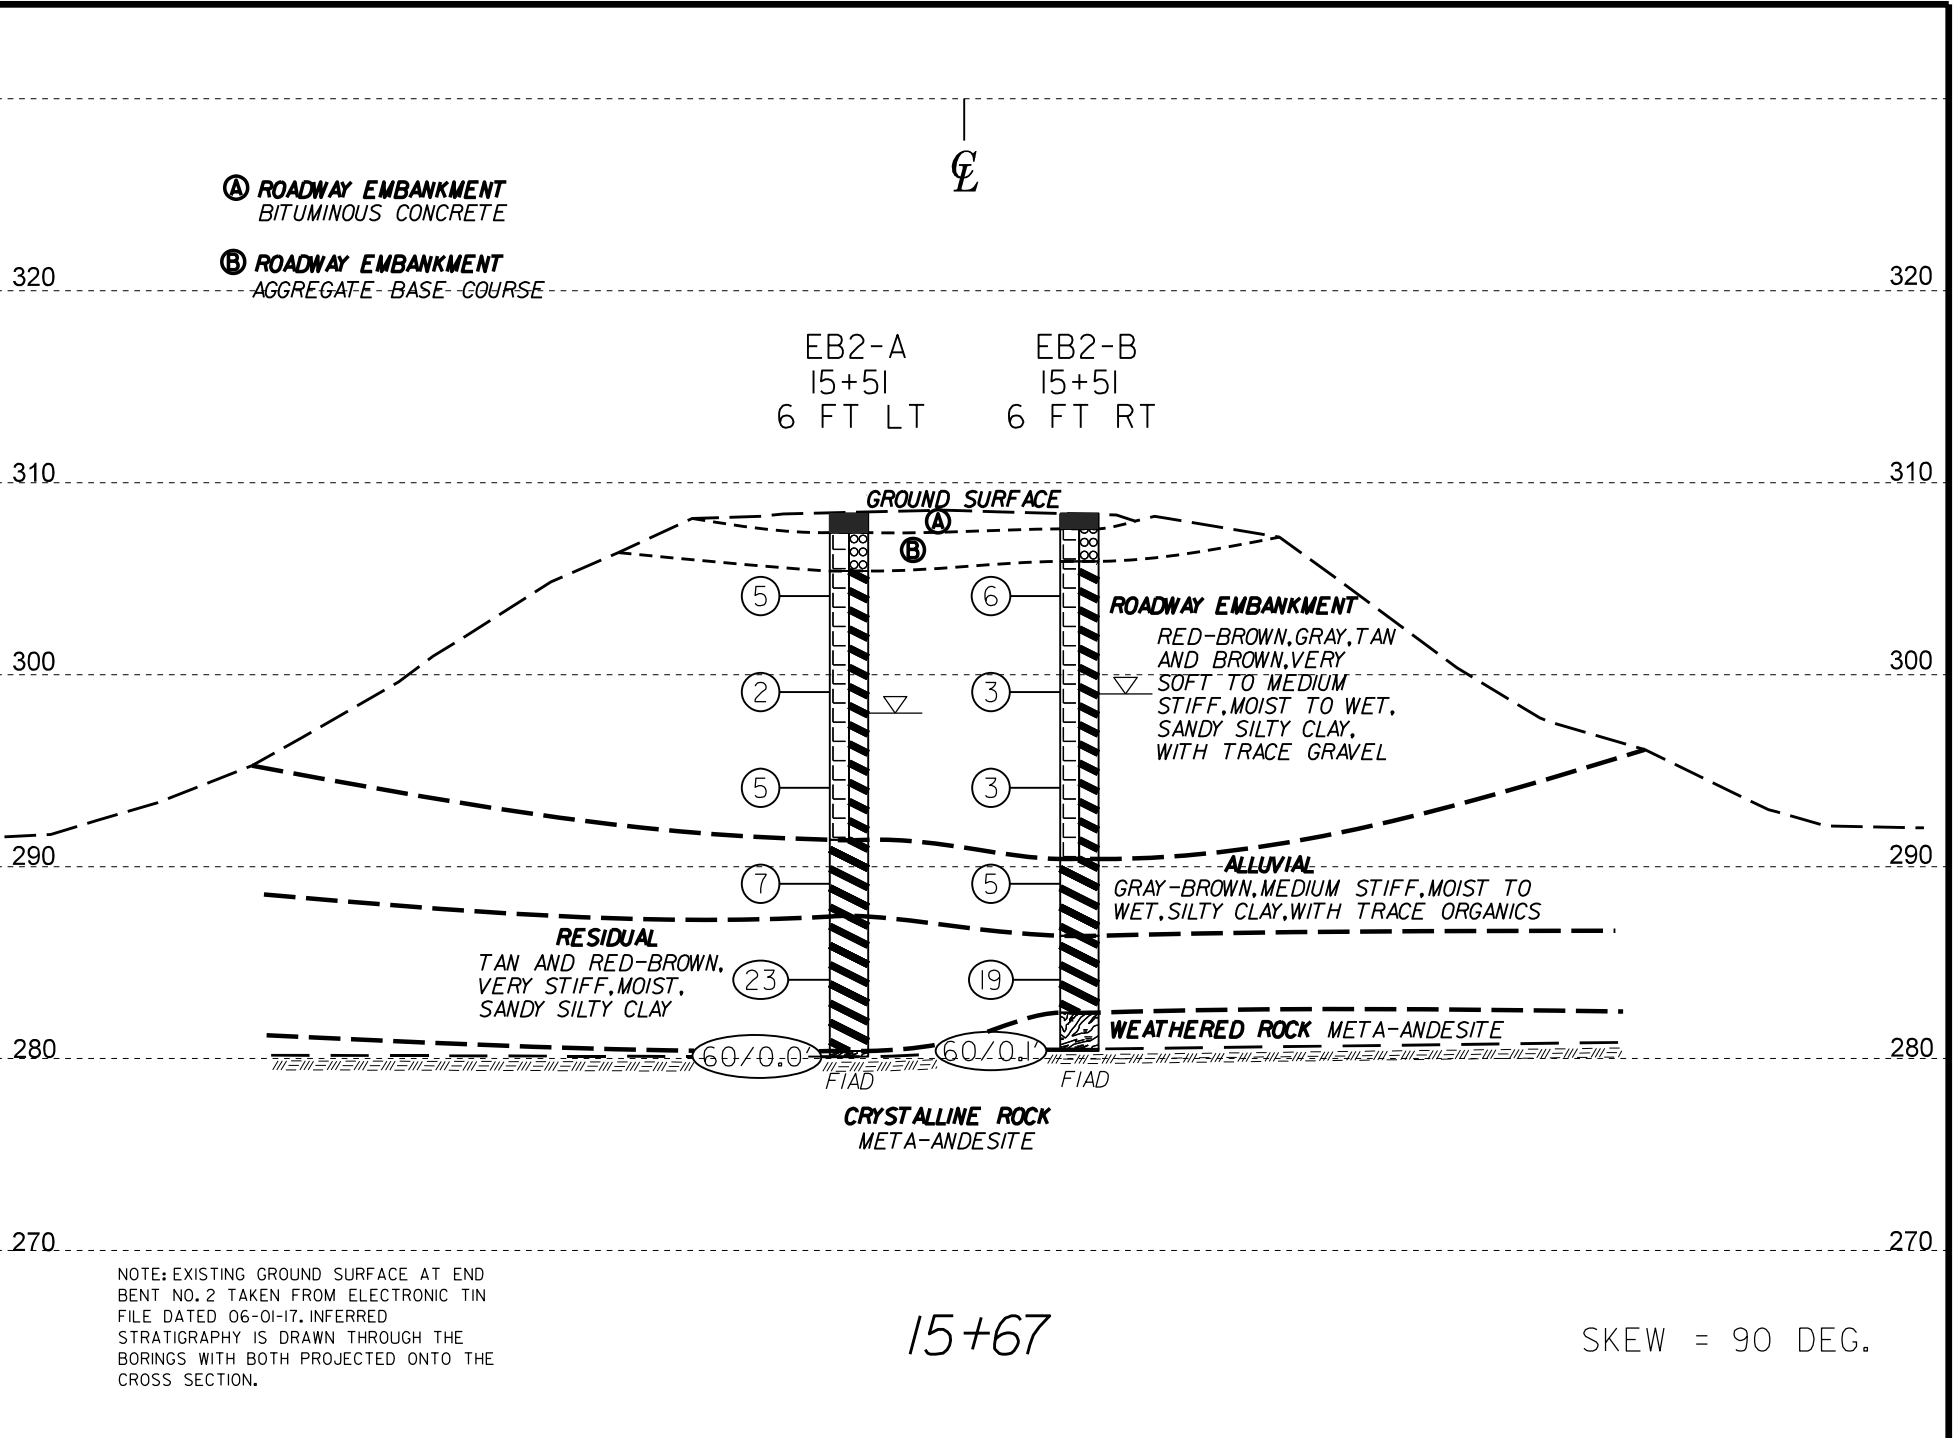 ℄
Ⓐ ROADWAY EMBANKMENT
BITUMINOUS CONCRETE
Ⓑ ROADWAY EMBANKMENT
AGGREGATE BASE COURSE
320 320
EB2-A EB2-B
15+51 15+51
6 FT LT 6 FT RT
310 310
GROUND SURFACE
Ⓐ
Ⓑ
5 6
ROADWAY EMBANKMENT
RED-BROWN, GRAY, TAN
AND BROWN, VERY
SOFT TO MEDIUM
STIFF, MOIST TO WET,
SANDY SILTY CLAY,
WITH TRACE GRAVEL
300 300
2 3
5 3
290 290
ALLUVIAL
GRAY-BROWN, MEDIUM STIFF, MOIST TO
WET, SILTY CLAY, WITH TRACE ORGANICS
7 5
RESIDUAL
TAN AND RED-BROWN,
VERY STIFF, MOIST,
SANDY SILTY CLAY
23 19
WEATHERED ROCK META-ANDESITE
280 280
60/0.0' 60/0.1'
FIAD FIAD
CRYSTALLINE ROCK
META-ANDESITE
270 270
NOTE: EXISTING GROUND SURFACE AT END
BENT NO. 2 TAKEN FROM ELECTRONIC TIN
FILE DATED 06-01-17. INFERRED
STRATIGRAPHY IS DRAWN THROUGH THE
BORINGS WITH BOTH PROJECTED ONTO THE
CROSS SECTION.
15+67
SKEW = 90 DEG.